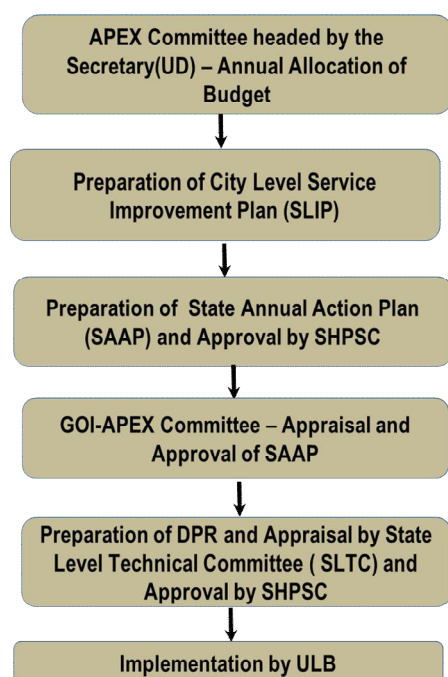 APEX Committee headed by the
Secretary(UD) – Annual Allocation of
Budget
Preparation of City Level Service
Improvement Plan (SLIP)
Preparation of State Annual Action Plan
(SAAP) and Approval by SHPSC
GOI-APEX Committee – Appraisal and
Approval of SAAP
Preparation of DPR and Appraisal by State
Level Technical Committee ( SLTC) and
Approval by SHPSC
Implementation by ULB